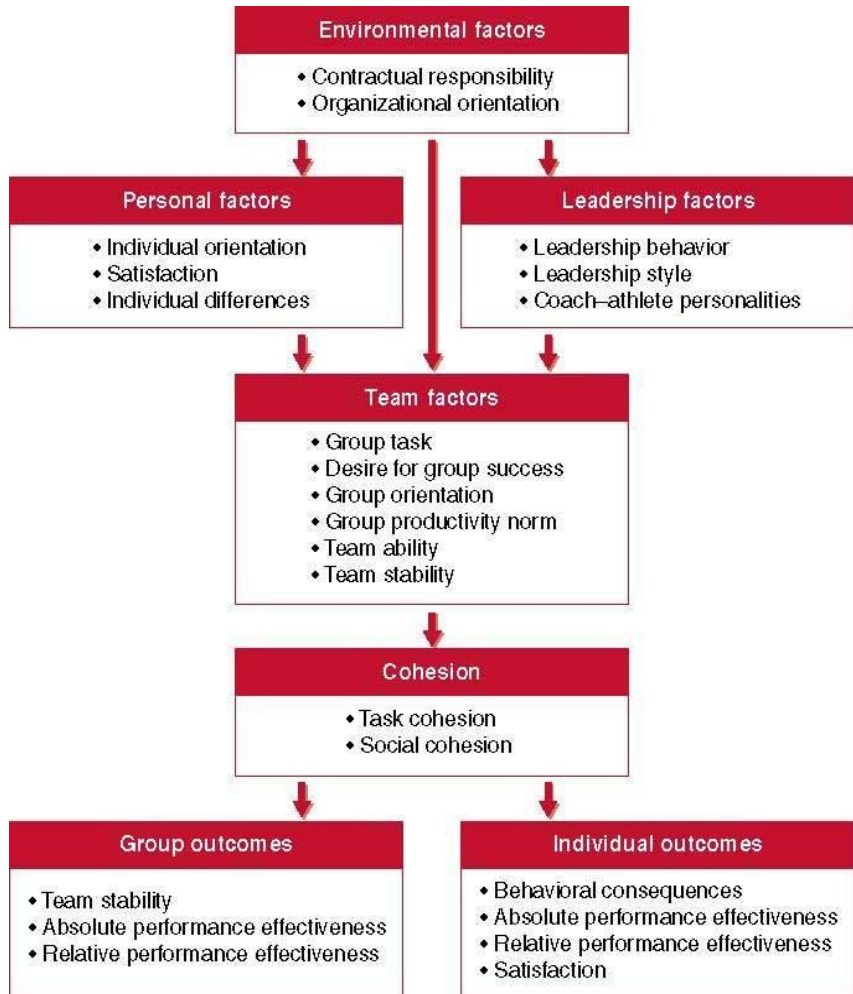 Environmental factors
• Contractual responsibility
• Organizational orientation
Personal factors
• Individual orientation
• Satisfaction
• Individual differences
Leadership factors
• Leadership behavior
• Leadership style
• Coach–athlete personalities
Team factors
• Group task
• Desire for group success
• Group orientation
• Group productivity norm
• Team ability
• Team stability
Cohesion
• Task cohesion
• Social cohesion
Group outcomes
• Team stability
• Absolute performance effectiveness
• Relative performance effectiveness
Individual outcomes
• Behavioral consequences
• Absolute performance effectiveness
• Relative performance effectiveness
• Satisfaction